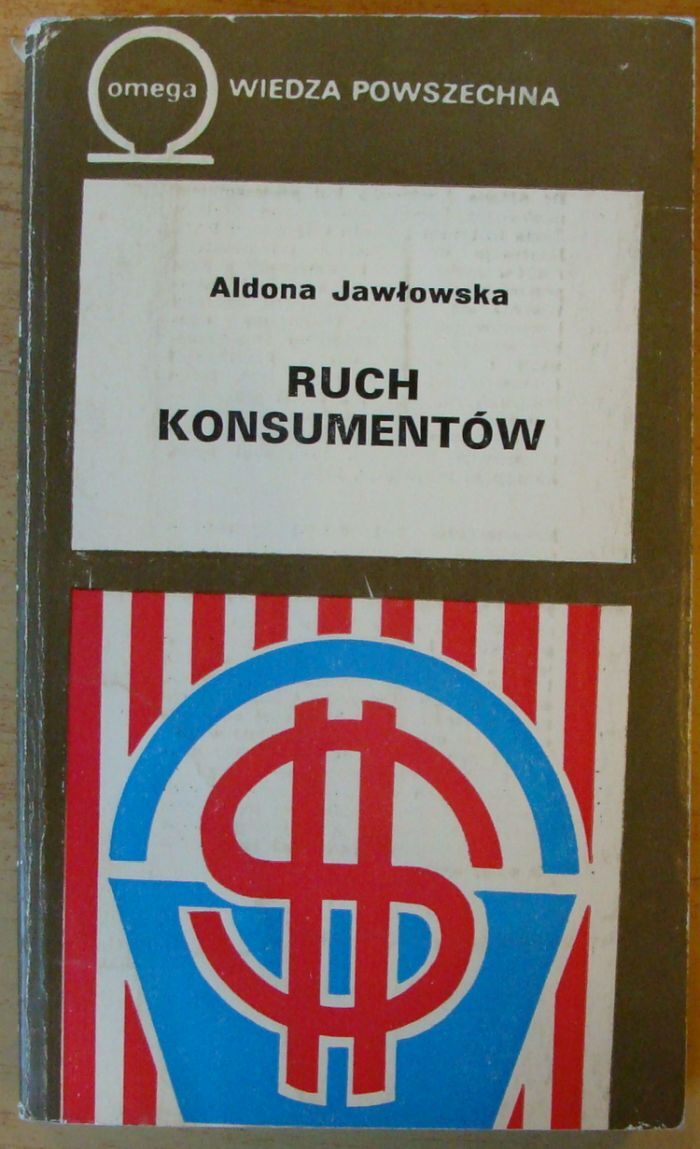 omega WIEDZA POWSZECHNA
Aldona Jawłowska
RUCH
KONSUMENTÓW